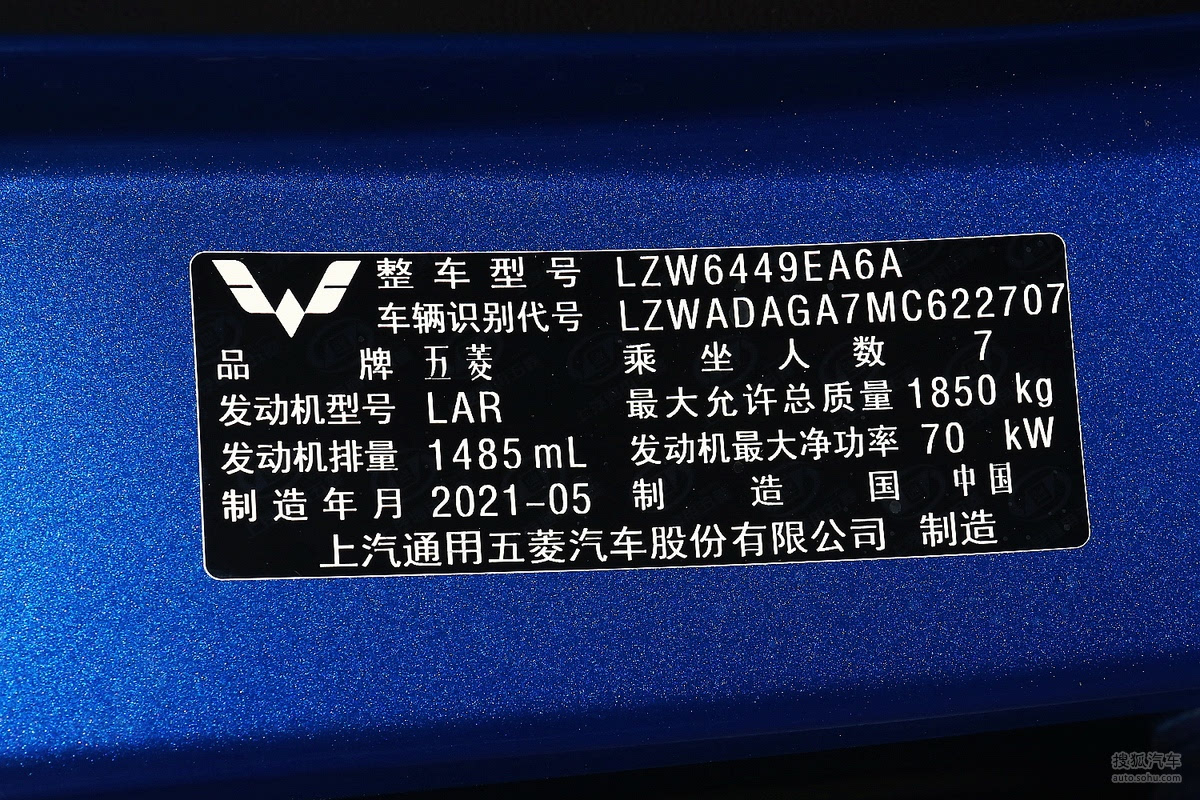 整车型号 LZW6449EA6A
车辆识别代号 LZWADAGA7MC622707
品牌 五菱 乘坐人数 7
发动机型号 LAR 最大允许总质量 1850 kg
发动机排量 1485 mL 发动机最大净功率 70 kW
制造年月 2021-05 制造国 中国
上汽通用五菱汽车股份有限公司 制造
搜狐汽车
auto.sohu.com